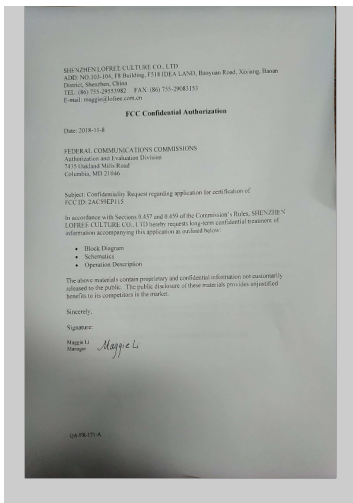 SHENZHEN LOFREE CULTURE CO., LTD
ADD: NO.103-104, F8 Building, F518 IDEA LAND, Baoyuan Road, Xixiang, Baoan
District, Shenzhen, China
TEL: (86) 755-29553982 FAX: (86) 755-29083153
E-mail: maggie@lofree.com.cn
FCC Confidential Authorization
Date: 2018-11-8
FEDERAL COMMUNICATIONS COMMISSIONS
Authorization and Evaluation Division
7435 Oakland Mills Road
Columbia, MD 21046
Subject: Confidentiality Request regarding application for certification of
FCC ID: 2AC59EP115
In accordance with Sections 0.457 and 0.459 of the Commission's Rules, SHENZHEN
LOFREE CULTURE CO., LTD hereby requests long-term confidential treatment of
information accompanying this application as outlined below:
• Block Diagram
• Schematics
• Operation Description
The above materials contain proprietary and confidential information not customarily
released to the public. The public disclosure of these materials provides unjustified
benefits to its competitors in the market.
Sincerely,
Signature:
Maggie Li
Manager
Maggie Li